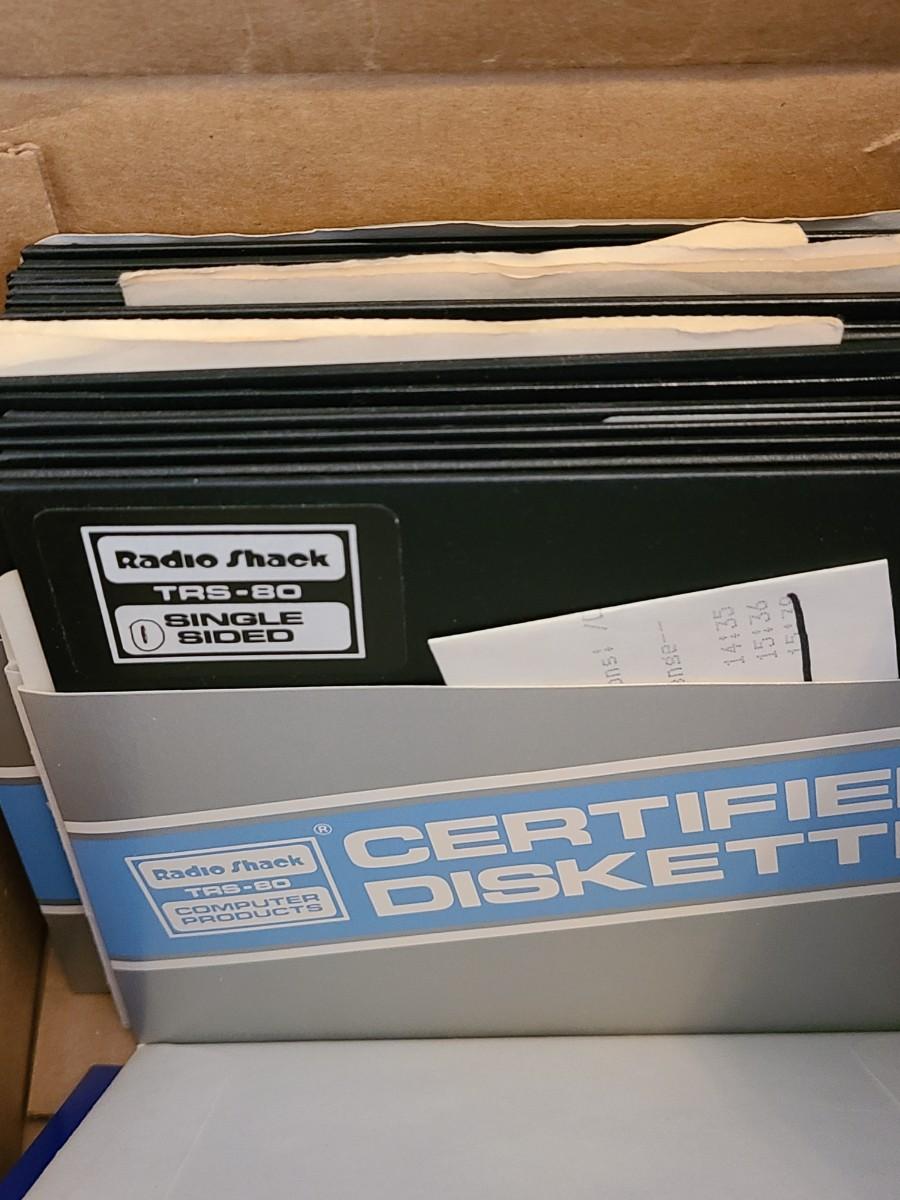 Radio Shack
TRS-80
SINGLE
SIDED
14:35
15:36
Radio Shack
®
TRS-80
COMPUTER
PRODUCTS
CERTIFIE
DISKETT